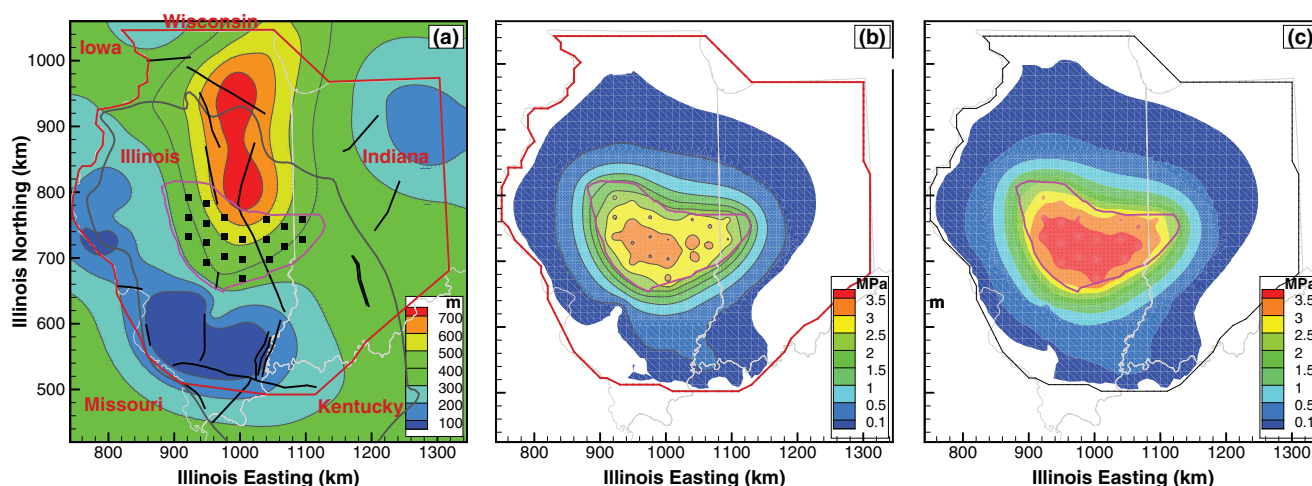 Wisconsin
(a)
Iowa
Illinois
Indiana
Missouri
Kentucky
m
700
600
500
400
300
200
100
1000
900
800
700
600
500
Illinois Northing (km)
800 900 1000 1100 1200 1300
Illinois Easting (km)
(b)
MPa
3.5
3
2.5
2
1.5
1
0.5
0.1
800 900 1000 1100 1200 1300
Illinois Easting (km)
(c)
m
MPa
3.5
3
2.5
2
1.5
1
0.5
0.1
800 900 1000 1100 1200 1300
Illinois Easting (km)